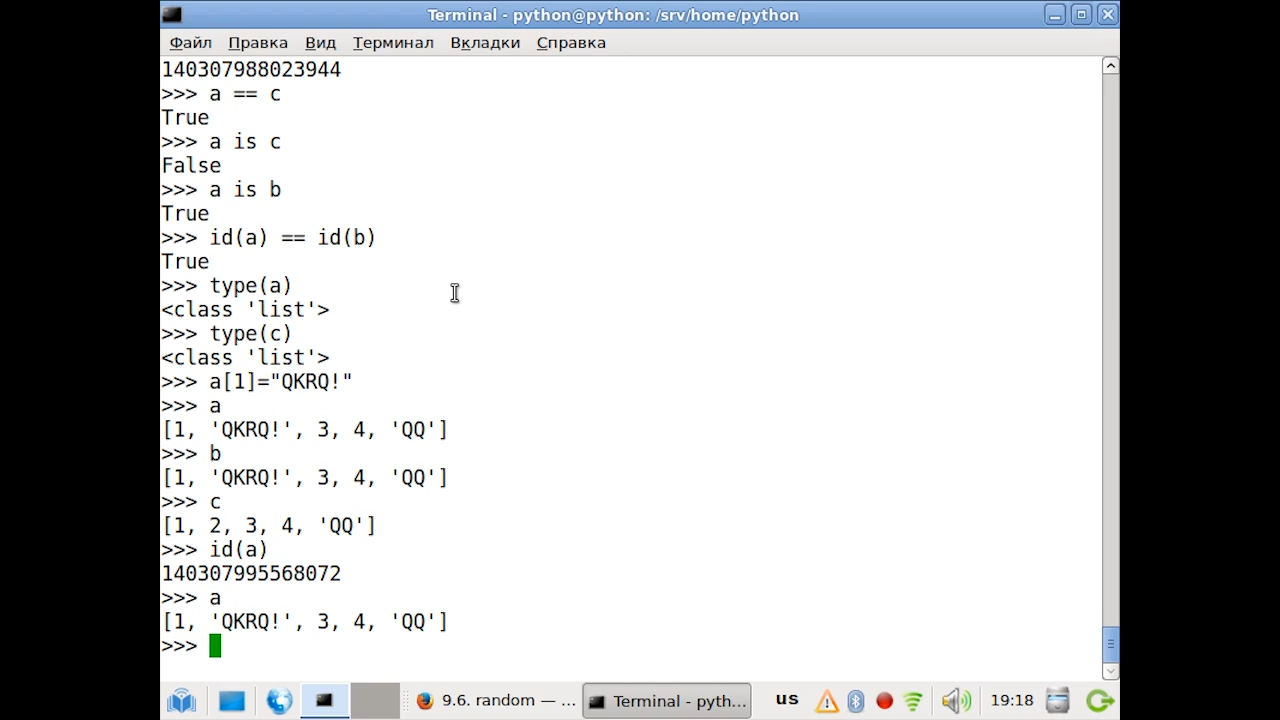 Terminal - python@python: /srv/home/python
Файл Правка Вид Терминал Вкладки Справка
140307988023944
>>> a == c
True
>>> a is c
False
>>> a is b
True
>>> id(a) == id(b)
True
>>> type(a)
<class 'list'>
>>> type(c)
<class 'list'>
>>> a[1]="QKRQ!"
>>> a
[1, 'QKRQ!', 3, 4, 'QQ']
>>> b
[1, 'QKRQ!', 3, 4, 'QQ']
>>> c
[1, 2, 3, 4, 'QQ']
>>> id(a)
140307995568072
>>> a
[1, 'QKRQ!', 3, 4, 'QQ']
>>>
9.6. random — ... Terminal - pyth... us 19:18